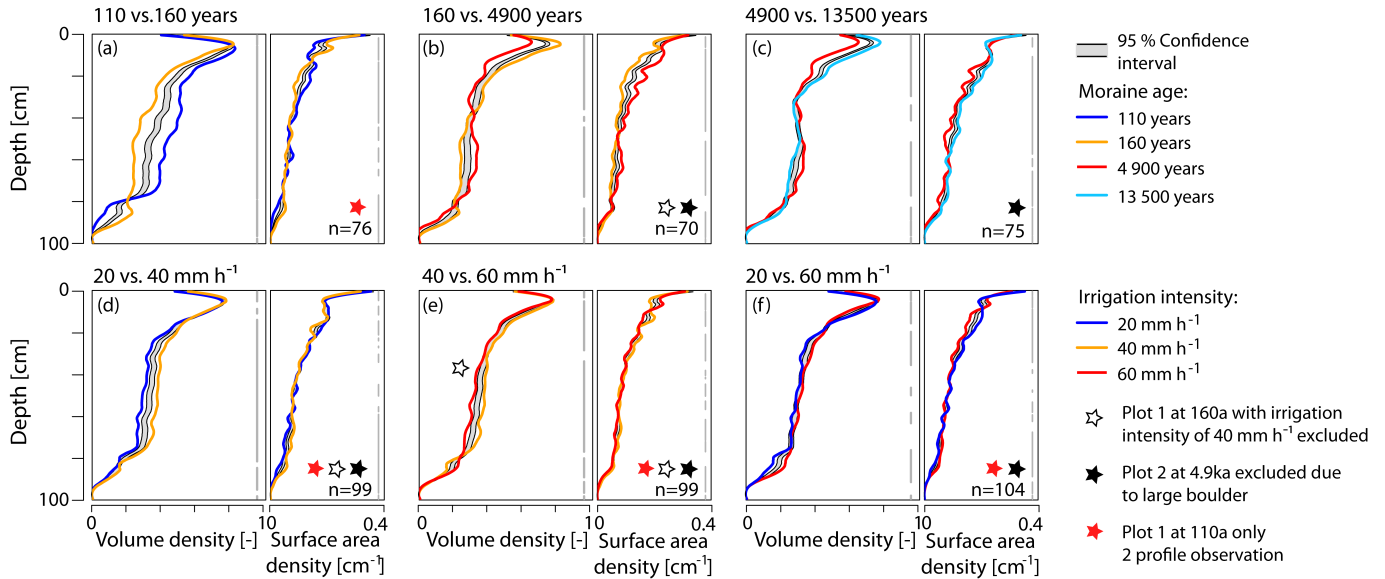 110 vs.160 years
160 vs. 4900 years
4900 vs. 13500 years
0
100
Depth [cm]
(a)
n=76
(b)
n=70
(c)
n=75
95 % Confidence
interval
Moraine age:
110 years
160 years
4 900 years
13 500 years
20 vs. 40 mm h⁻¹
40 vs. 60 mm h⁻¹
20 vs. 60 mm h⁻¹
0
100
Depth [cm]
(d)
n=99
(e)
n=99
(f)
n=104
0 10 0.4
0 10 0.4
0 10 0.4
Volume density [-]
Surface area
density [cm⁻¹]
Volume density [-]
Surface area
density [cm⁻¹]
Volume density [-]
Surface area
density [cm⁻¹]
Irrigation intensity:
20 mm h⁻¹
40 mm h⁻¹
60 mm h⁻¹
Plot 1 at 160a with irrigation
intensity of 40 mm h⁻¹ excluded
Plot 2 at 4.9ka excluded due
to large boulder
Plot 1 at 110a only
2 profile observation